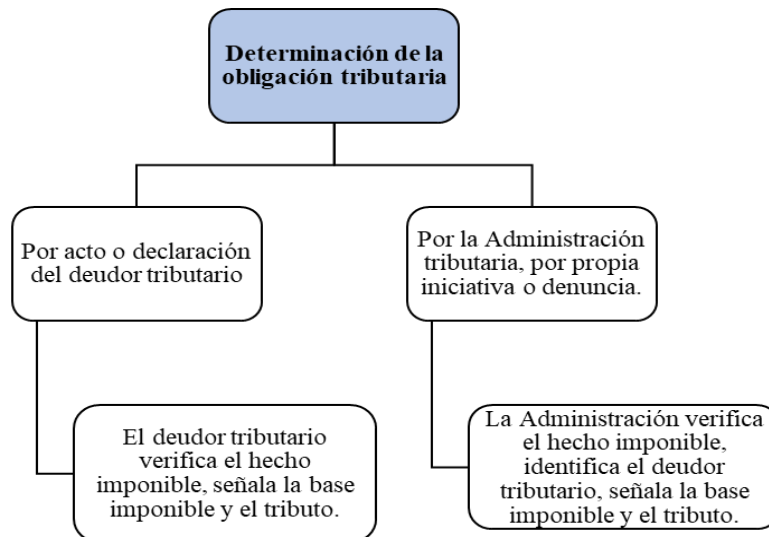 Determinación de la
obligación tributaria
Por acto o declaración
del deudor tributario
Por la Administración
tributaria, por propia
iniciativa o denuncia.
El deudor tributario
verifica el hecho
imponible, señala la base
imponible y el tributo.
La Administración verifica
el hecho imponible,
identifica el deudor
tributario, señala la base
imponible y el tributo.